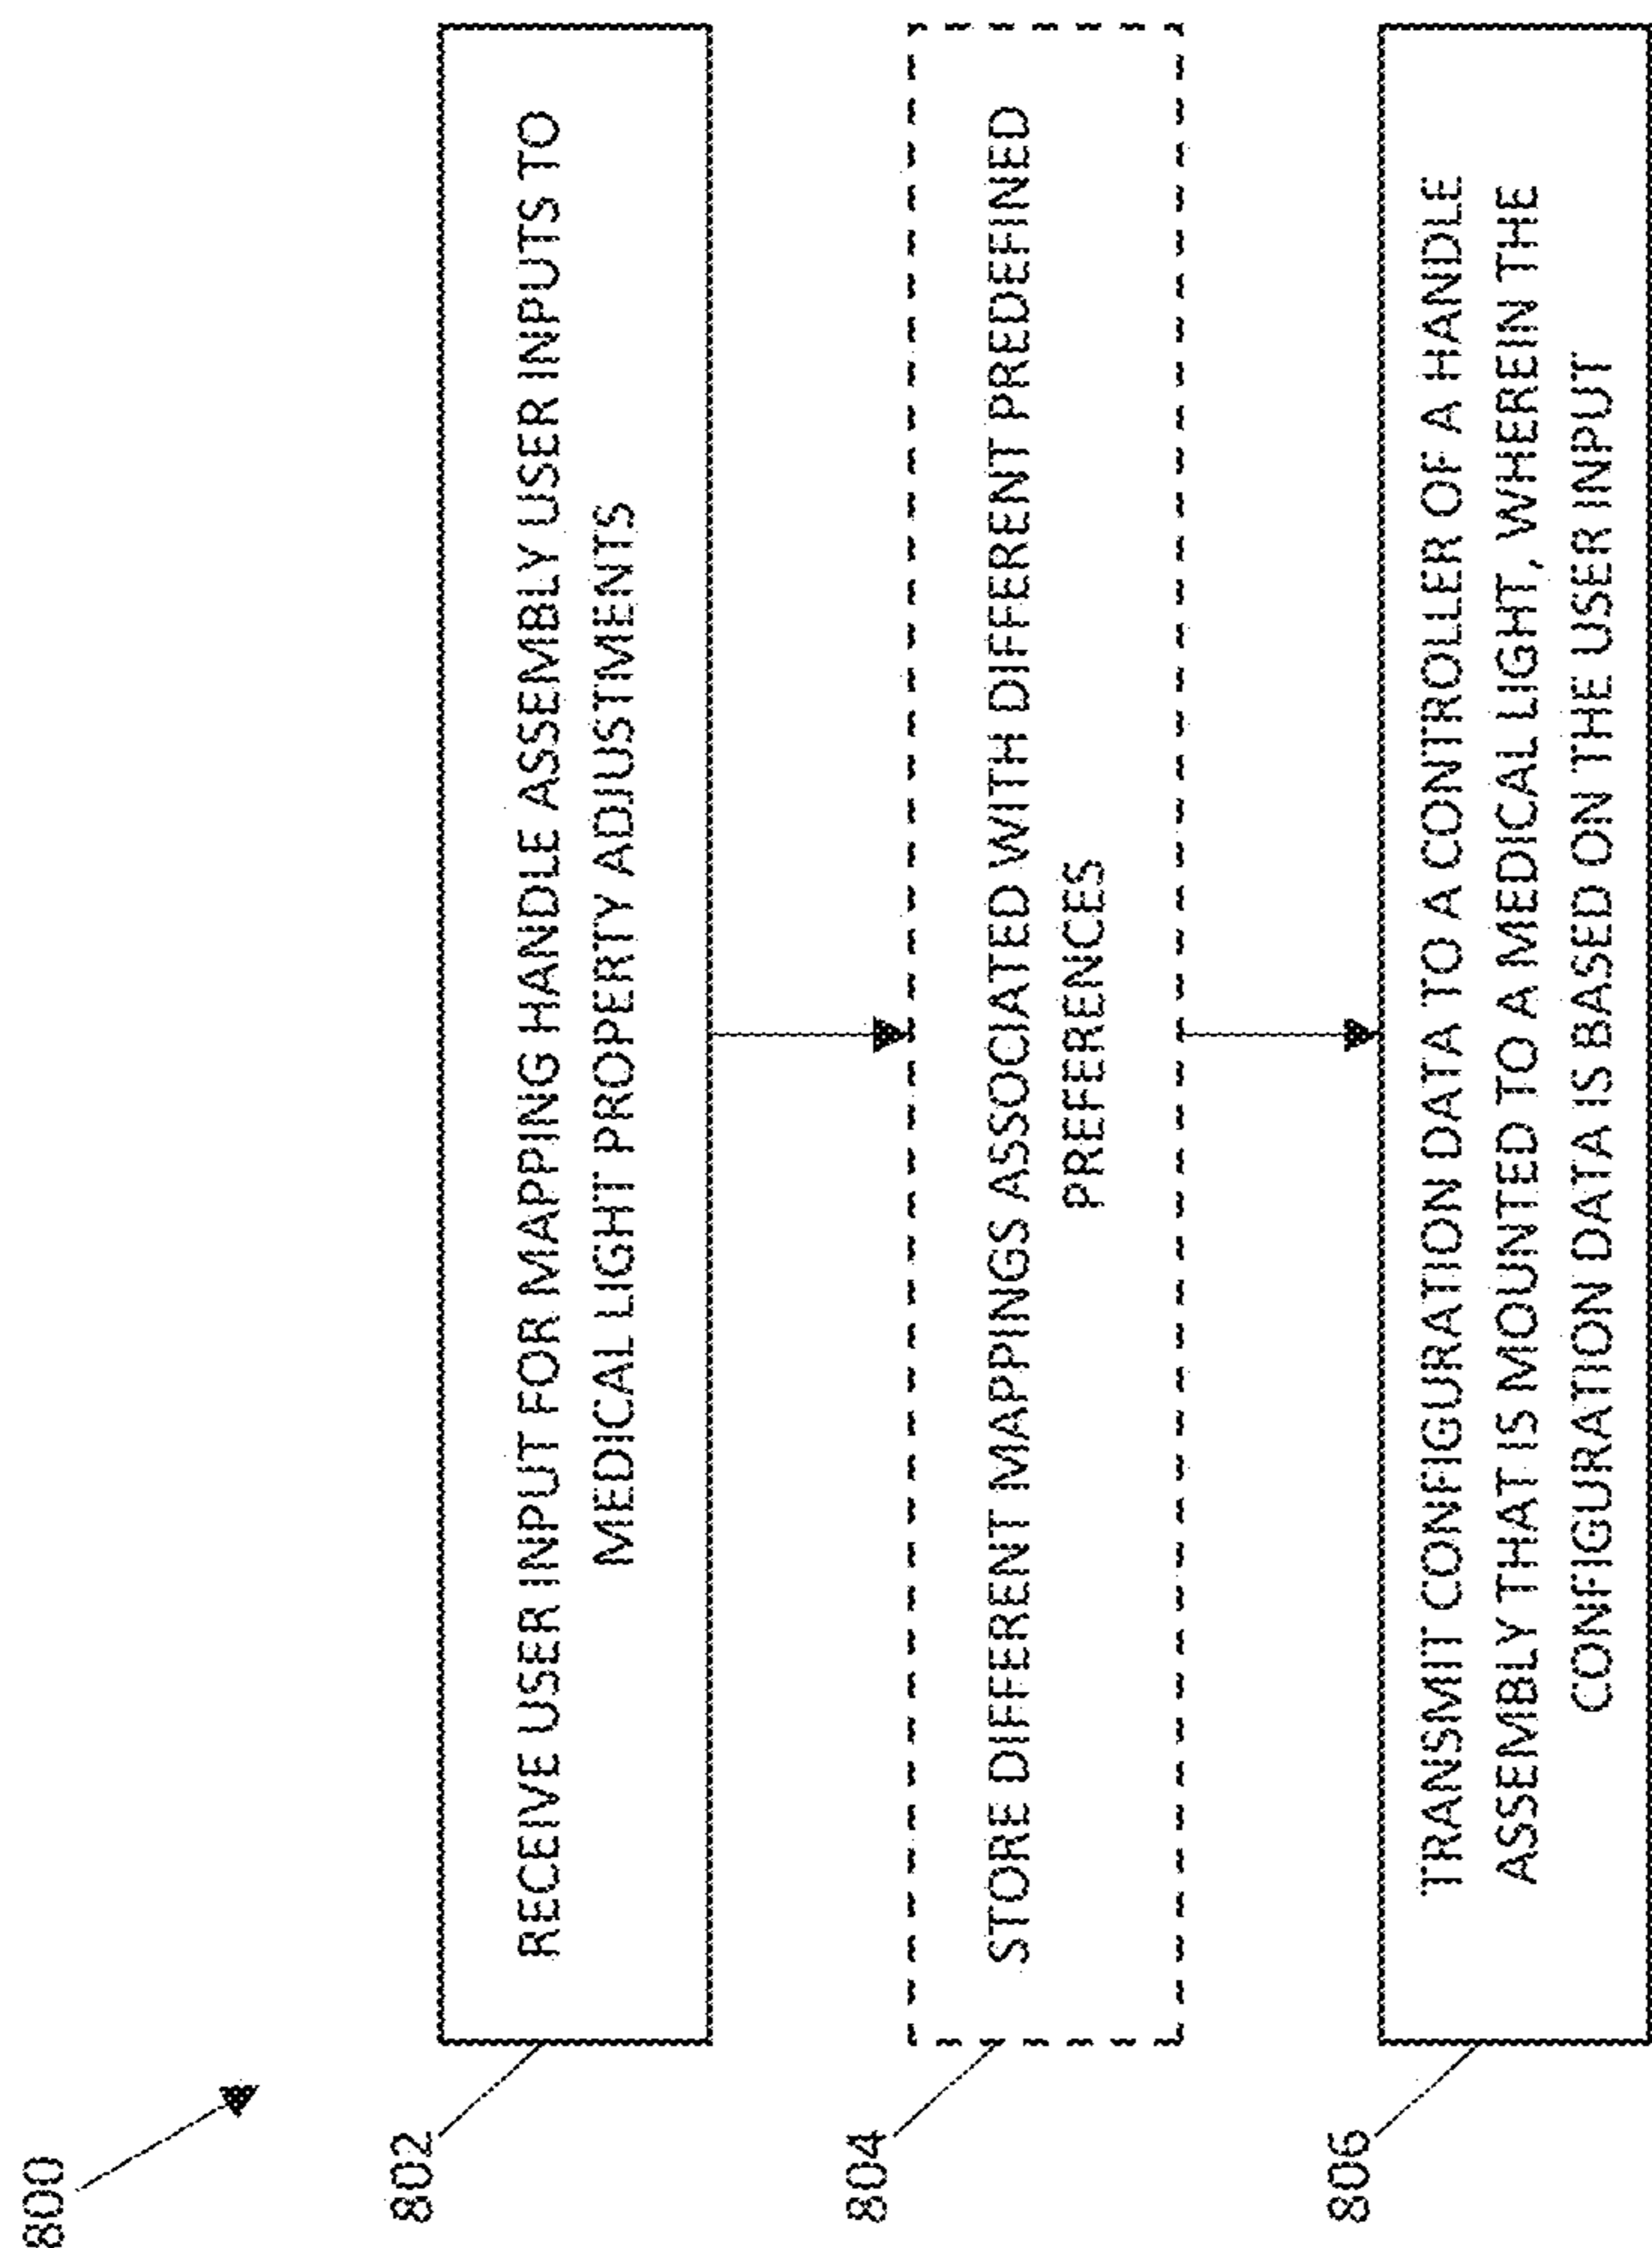 800
802
RECEIVE USER INPUT FOR MAPPING HANDLE ASSEMBLY USER INPUTS TO
MEDICAL LIGHT PROPERTY ADJUSTMENTS
804
STORE DIFFERENT MAPPINGS ASSOCIATED WITH DIFFERENT PREDEFINED
PREFERENCES
806
TRANSMIT CONFIGURATION DATA TO A CONTROLLER OF A HANDLE
ASSEMBLY THAT IS MOUNTED TO A MEDICAL LIGHT, WHEREIN THE
CONFIGURATION DATA IS BASED ON THE USER INPUT